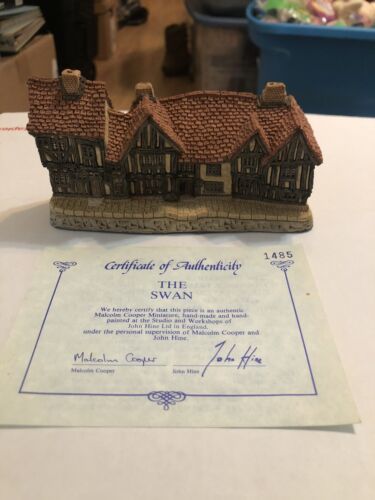 1485
Certificate of Authenticity
THE
SWAN
We hereby certify that this piece is an authentic
Malcolm Cooper Miniature, hand-made and hand-
painted at the Studio and Workshops of
John Hine Ltd in England,
under the personal supervision of Malcolm Cooper and
John Hine.
Malcolm Cooper John Hine
Malcolm Cooper John Hine